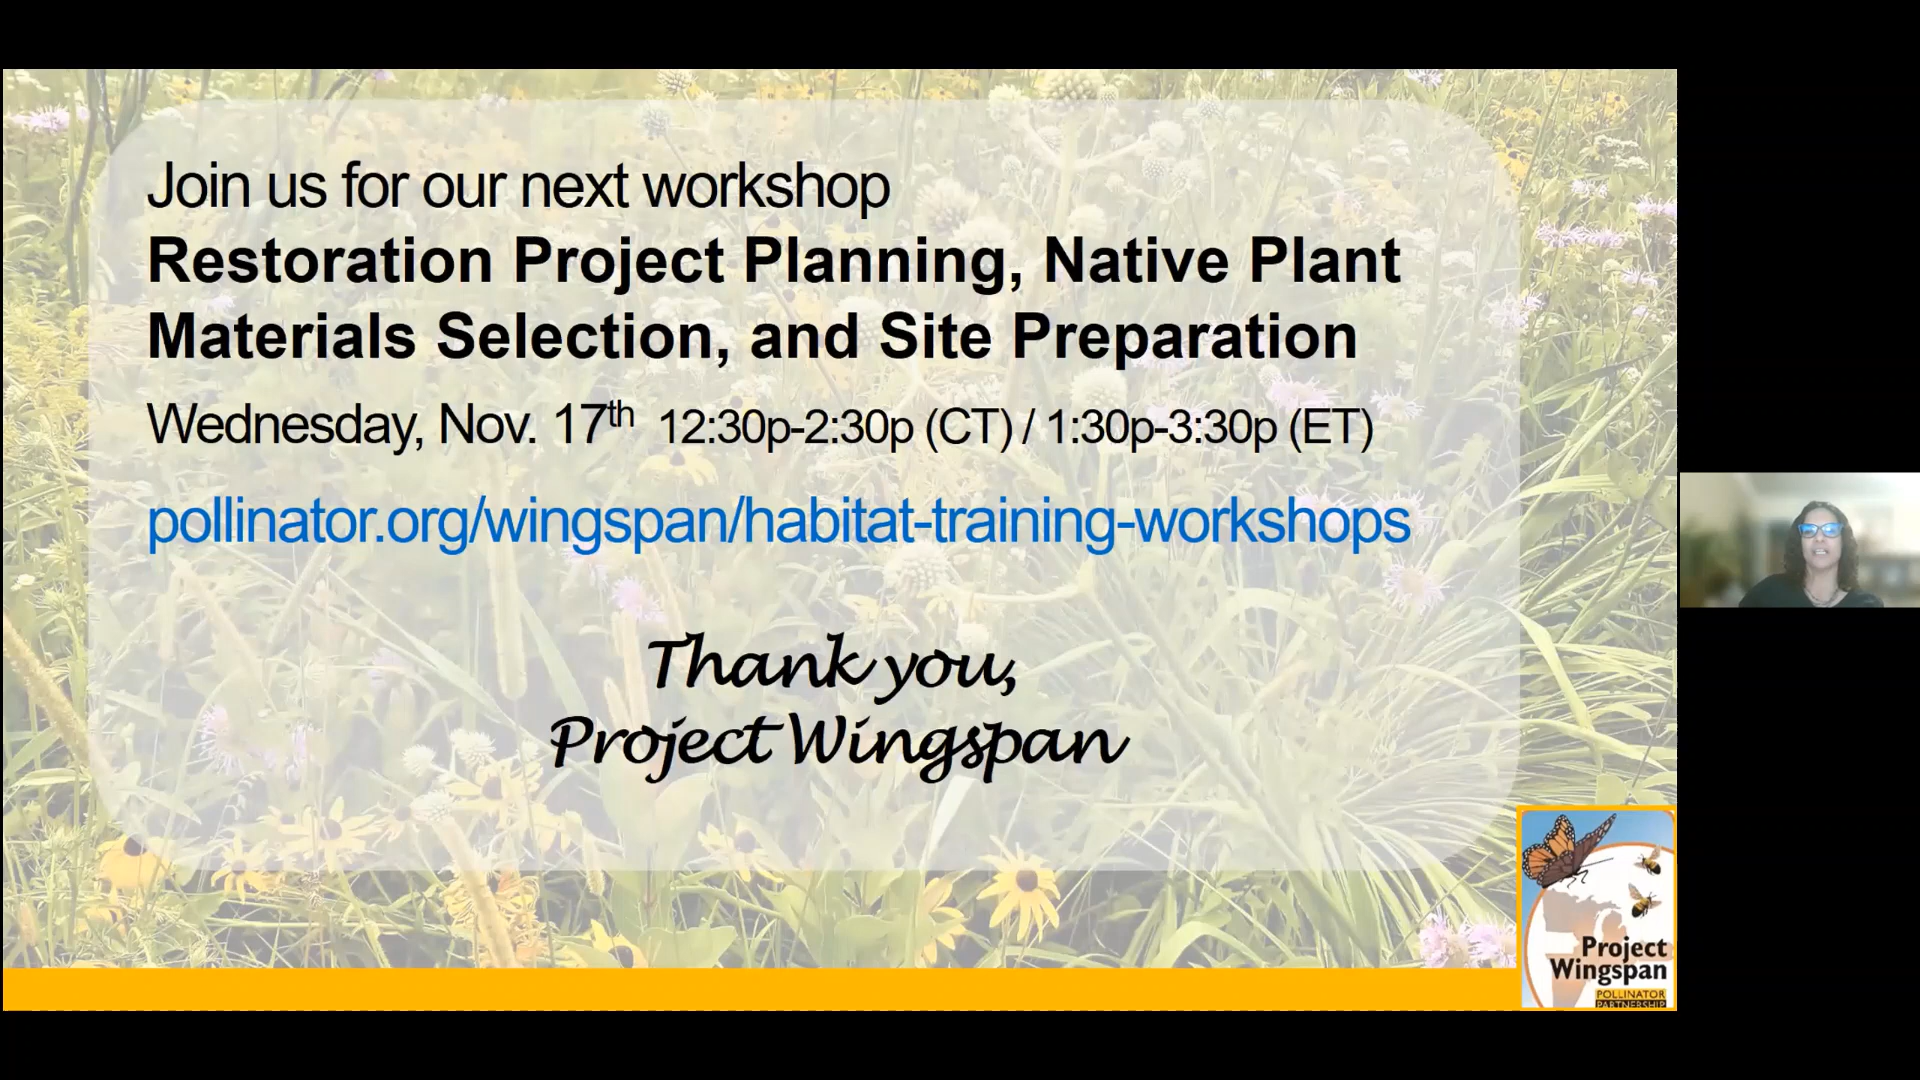 Join us for our next workshop
Restoration Project Planning, Native Plant
Materials Selection, and Site Preparation
Wednesday, Nov. 17th 12:30p-2:30p (CT) / 1:30p-3:30p (ET)
pollinator.org/wingspan/habitat-training-workshops
Thank you,
Project Wingspan
Project
Wingspan
POLLINATOR
PARTNERSHIP